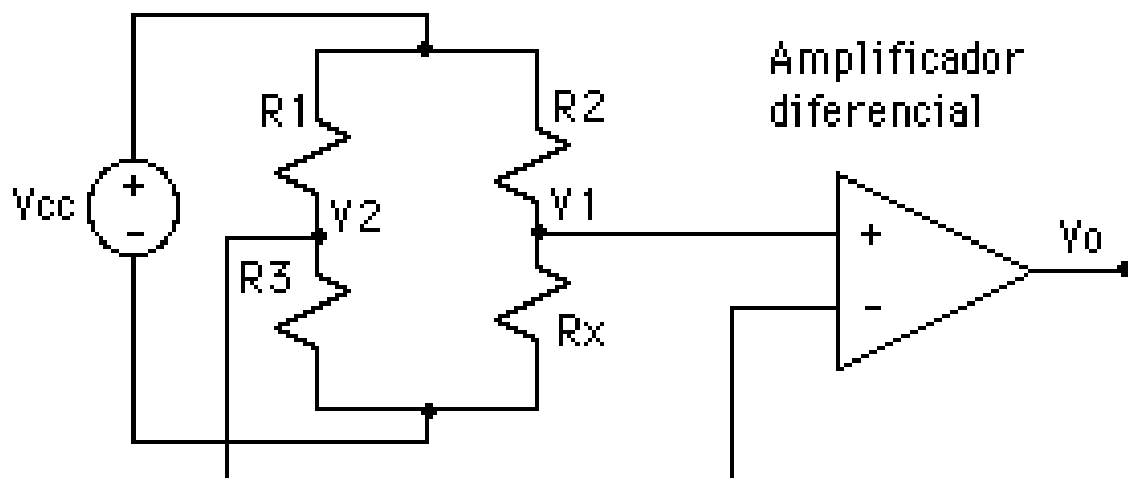 Amplificador
diferencial
R1
R2
Vcc
+
-
V2
V1
+
Vo
R3
-
Rx